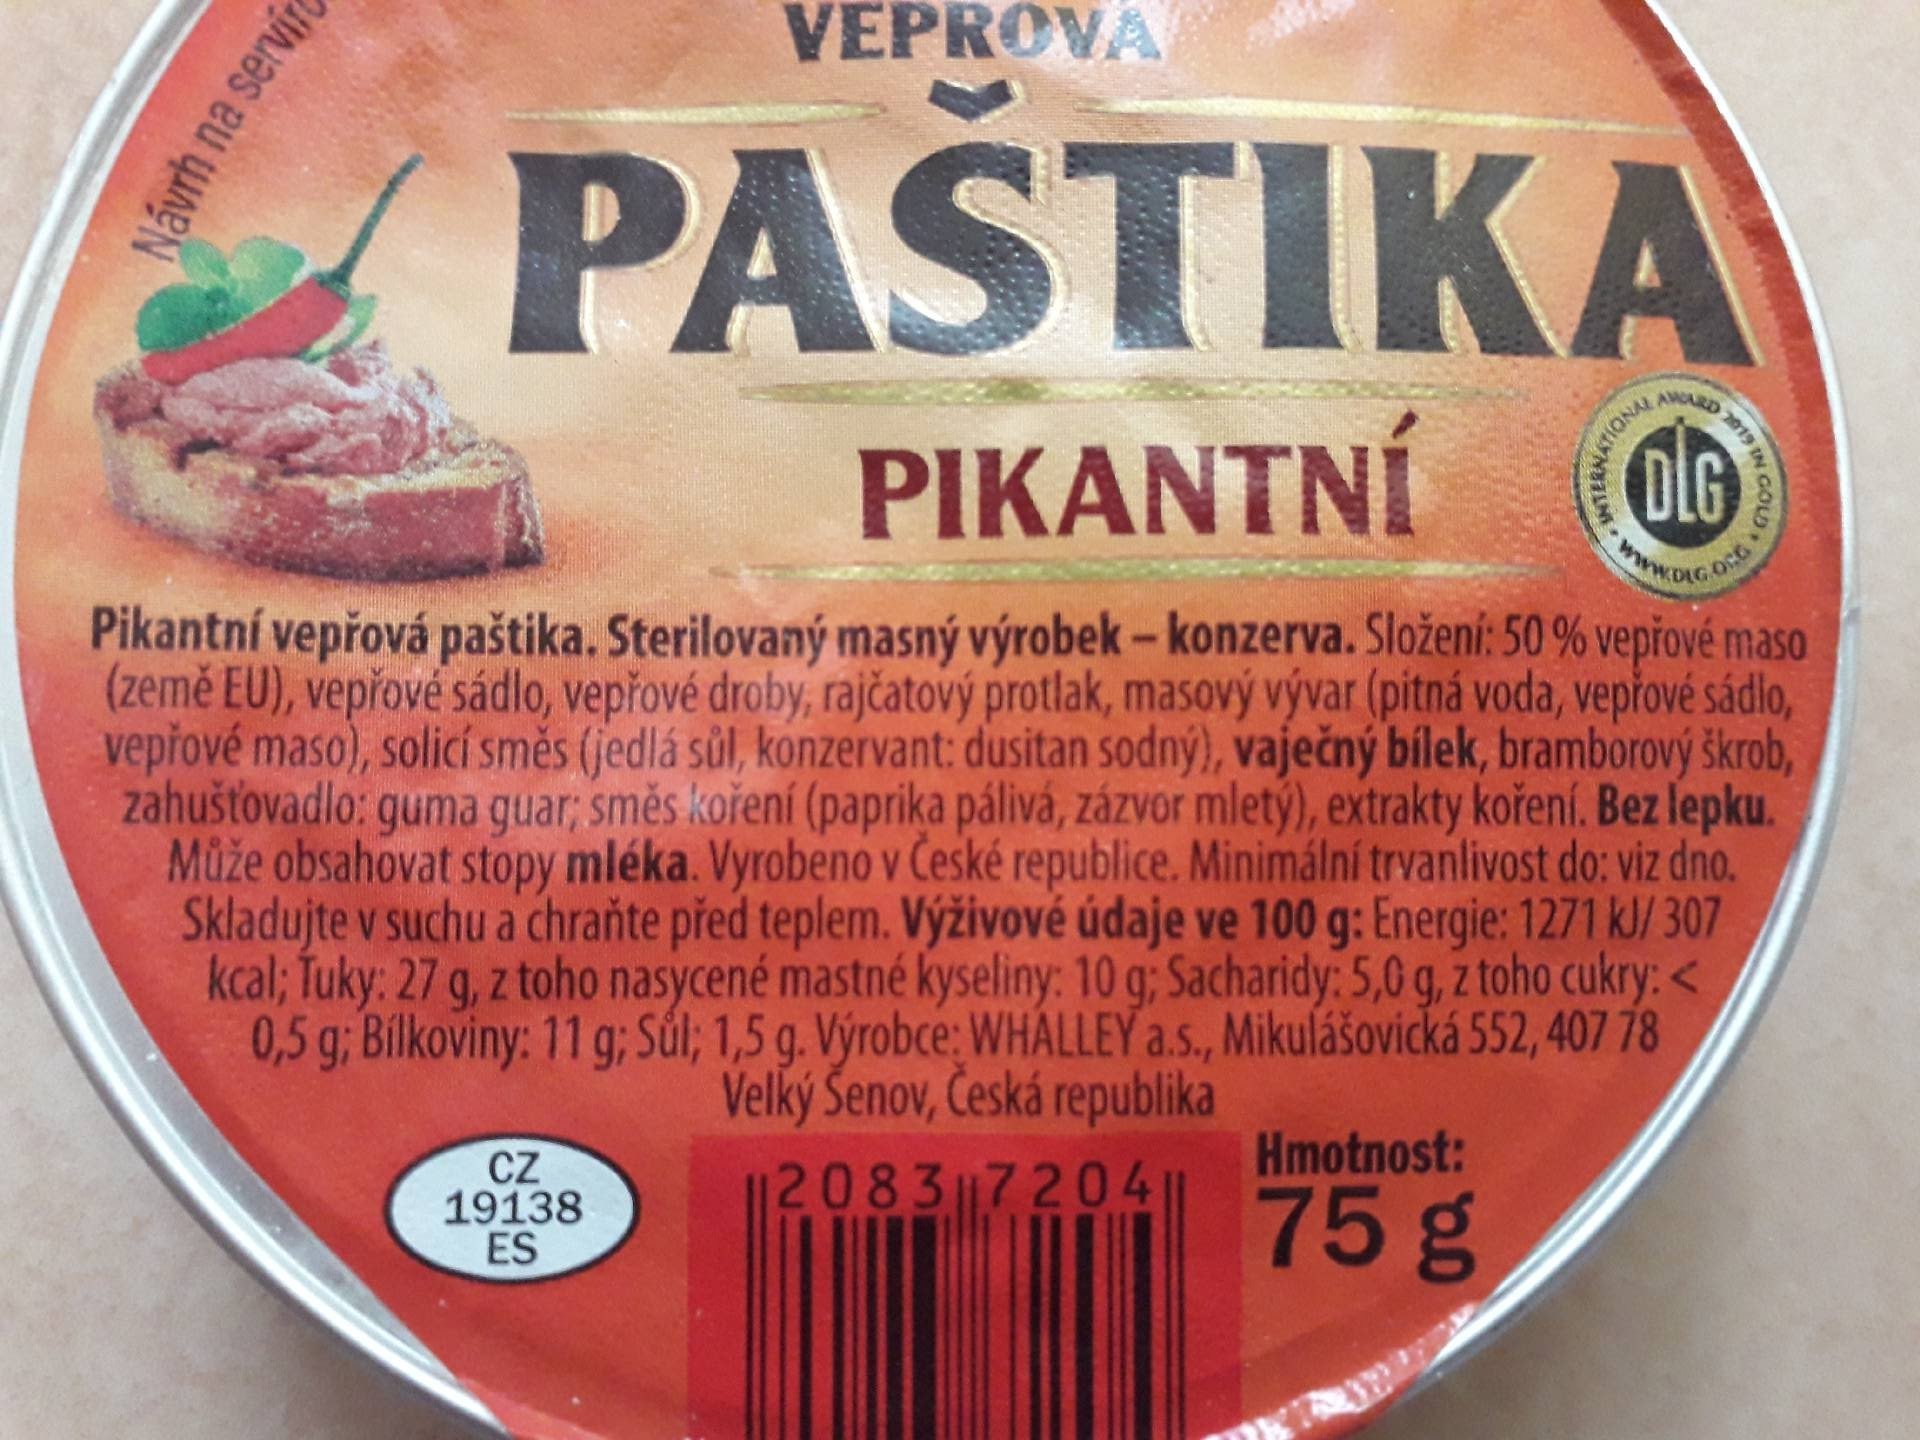 VEPŘOVÁ
Návrh na
PAŠTIKA
PIKANTNÍ
INTERNATIONAL AWARD 2019 IN GOLD
DLG
WWW.DLG.ORG
Pikantní vepřová paštika. Sterilovaný masný výrobek – konzerva. Složení: 50 % vepřové maso
(země EU), vepřové sádlo, vepřové droby, rajčatový protlak, masový vývar (pitná voda, vepřové sádlo,
vepřové maso), solicí směs (jedlá sůl, konzervant: dusitan sodný), vaječný bílek, bramborový škrob,
zahušťovadlo: guma guar; směs koření (paprika pálivá, zázvor mletý), extrakty koření. Bez lepku.
Může obsahovat stopy mléka. Vyrobeno v České republice. Minimální trvanlivost do: viz dno.
Skladujte v suchu a chraňte před teplem. Výživové údaje ve 100 g: Energie: 1271 kJ/ 307
kcal; Tuky: 27 g, z toho nasycené mastné kyseliny: 10 g; Sacharidy: 5,0 g, z toho cukry: <
0,5 g; Bílkoviny: 11 g; Sůl; 1,5 g. Výrobce: WHALLEY a.s., Mikulášovická 552, 407 78
Velký Šenov, Česká republika
CZ
19138
ES
2083 7204
Hmotnost:
75 g